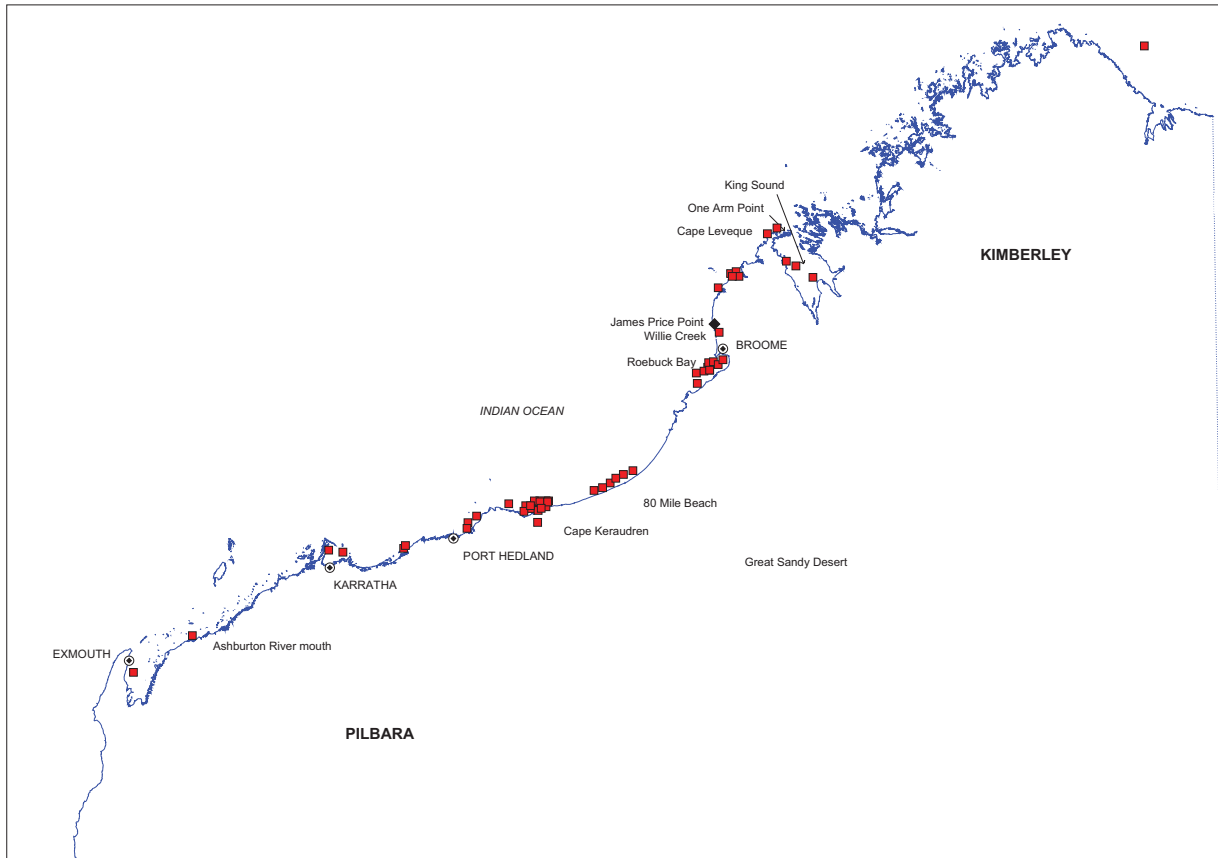 King Sound
One Arm Point
Cape Leveque
KIMBERLEY
James Price Point
Willie Creek
BROOME
Roebuck Bay
INDIAN OCEAN
80 Mile Beach
Cape Keraudren
PORT HEDLAND
Great Sandy Desert
KARRATHA
Ashburton River mouth
EXMOUTH
PILBARA